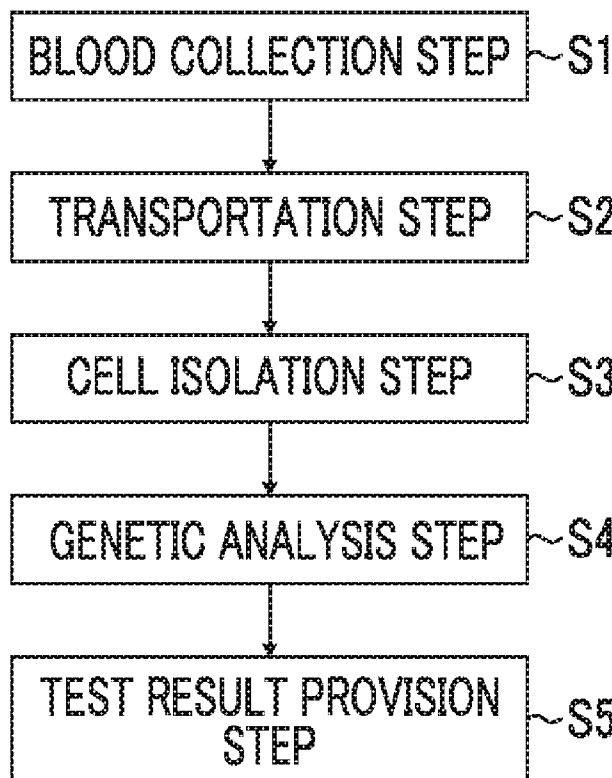 BLOOD COLLECTION STEP S1
TRANSPORTATION STEP S2
CELL ISOLATION STEP S3
GENETIC ANALYSIS STEP S4
TEST RESULT PROVISION
STEP S5